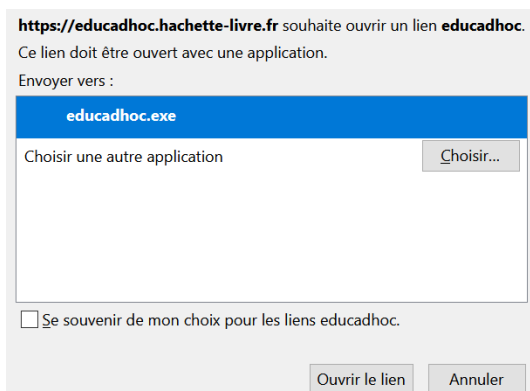 https://educadhoc.hachette-livre.fr souhaite ouvrir un lien educadhoc.
Ce lien doit être ouvert avec une application.
Envoyer vers :
educadhoc.exe
Choisir une autre application
Choisir...
Se souvenir de mon choix pour les liens educadhoc.
Ouvrir le lien
Annuler